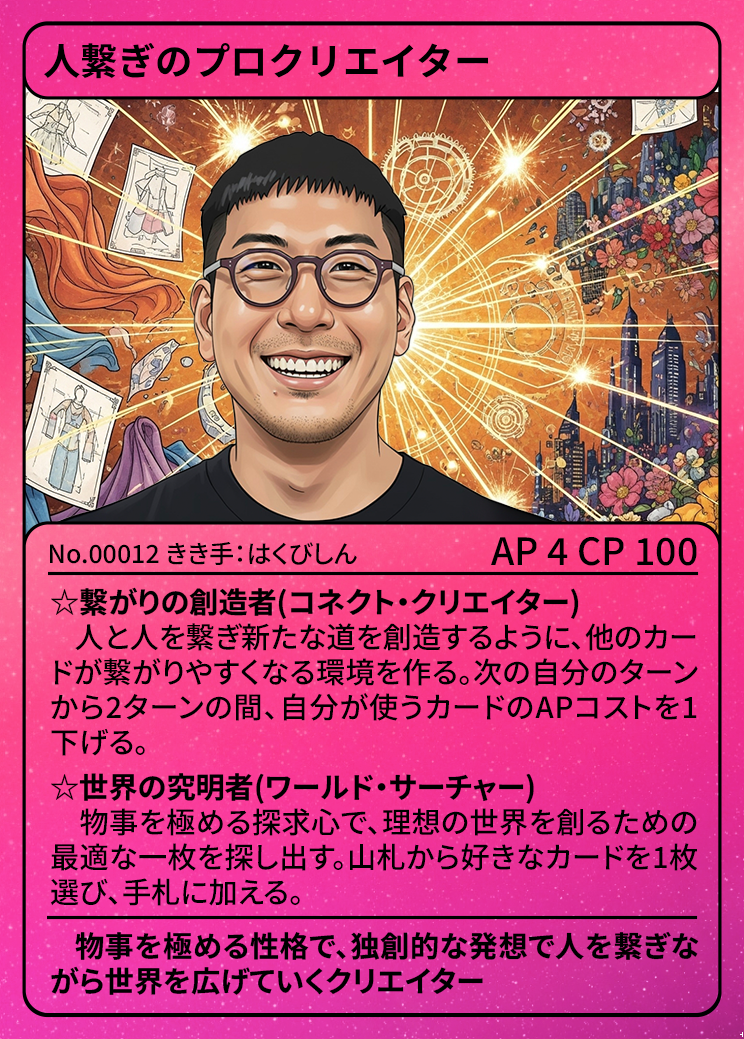 人繋ぎのプロクリエイター
No.00012 きき手：はくびしん AP 4 CP 100
☆繋がりの創造者(コネクト・クリエイター)
人と人を繋ぎ新たな道を創造するように、他のカー
ドが繋がりやすくなる環境を作る。次の自分のターン
から2ターンの間、自分が使うカードのAPコストを1
下げる。
☆世界の究明者(ワールド・サーチャー)
物事を極める探求心で、理想の世界を創るための
最適な一枚を探し出す。山札から好きなカードを1枚
選び、手札に加える。
物事を極める性格で、独創的な発想で人を繋ぎな
がら世界を広げていくクリエイター